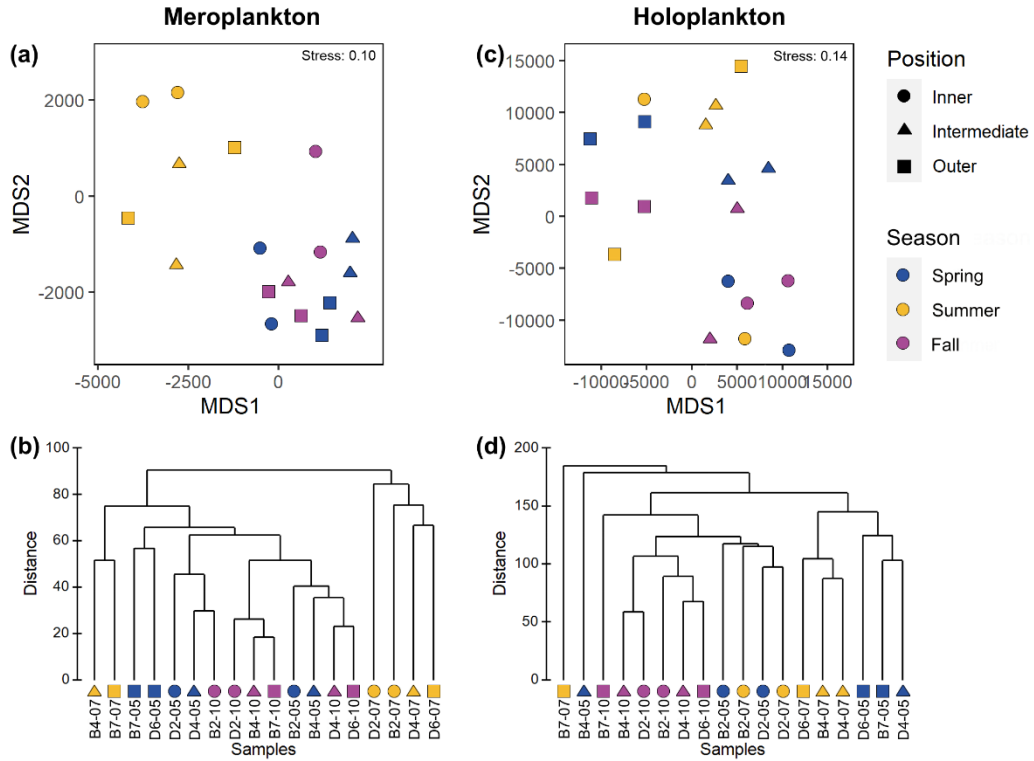 Meroplankton
Holoplankton
(a)
Stress: 0.10
2000
0
-2000
MDS2
-5000
-2500
0
MDS1
(c)
Stress: 0.14
15000
10000
5000
0
-5000
-10000
MDS2
-10000
-5000
0
5000
10000
15000
MDS1
Position
Inner
Intermediate
Outer
Season
Spring
Summer
Fall
(b)
100
80
60
40
20
0
Distance
B4-07
B7-07
B7-05
D6-05
D2-05
D4-05
B2-10
D2-10
B4-10
B7-10
B2-05
B4-05
D4-10
D6-10
D2-07
B2-07
D4-07
D6-07
Samples
(d)
200
150
100
50
0
Distance
B7-07
B4-05
B7-10
B4-10
D2-10
B2-10
D4-10
D6-10
B2-05
B2-07
D2-05
D2-07
D6-07
B4-07
D4-07
D6-05
B7-05
D4-05
Samples